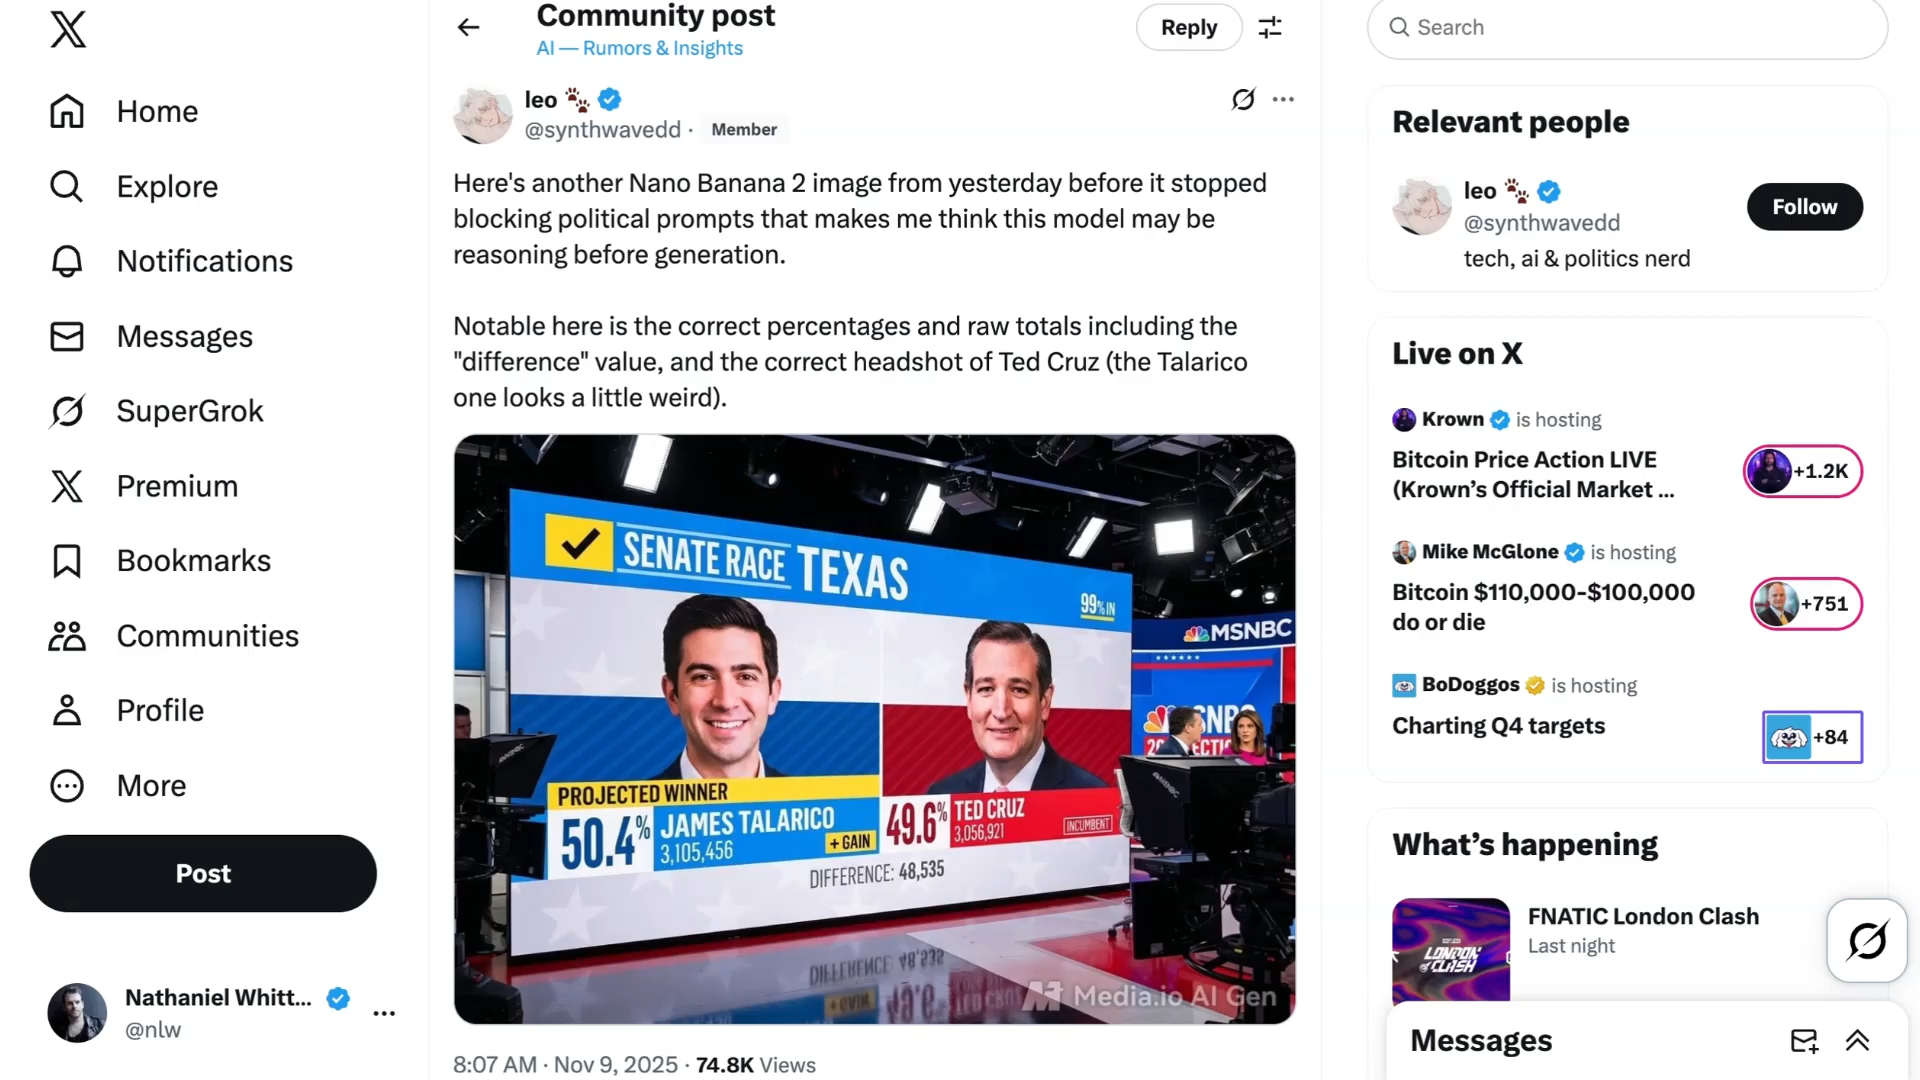 Home
Explore
Notifications
Messages
SuperGrok
Premium
Bookmarks
Communities
Profile
More
Post
Nathaniel Whitt...
@nlw
Community post
AI — Rumors & Insights
Reply
leo
@synthwavedd · Member
Here's another Nano Banana 2 image from yesterday before it stopped
blocking political prompts that makes me think this model may be
reasoning before generation.
Notable here is the correct percentages and raw totals including the
"difference" value, and the correct headshot of Ted Cruz (the Talarico
one looks a little weird).
SENATE RACE TEXAS
99% IN
MSNBC
PROJECTED WINNER
50.4%
JAMES TALARICO
3,105,456
+ GAIN
49.6%
TED CRUZ
3,056,921
INCUMBENT
DIFFERENCE: 48,535
Media.io AI Gen
8:07 AM · Nov 9, 2025 · 74.8K Views
Search
Relevant people
leo
@synthwavedd
Follow
tech, ai & politics nerd
Live on X
Krown is hosting
Bitcoin Price Action LIVE
(Krown’s Official Market ...
+1.2K
Mike McGlone is hosting
Bitcoin $110,000-$100,000
do or die
+751
BoDoggos is hosting
Charting Q4 targets
+84
What’s happening
FNATIC London Clash
Last night
LONDON
CLASH
Messages